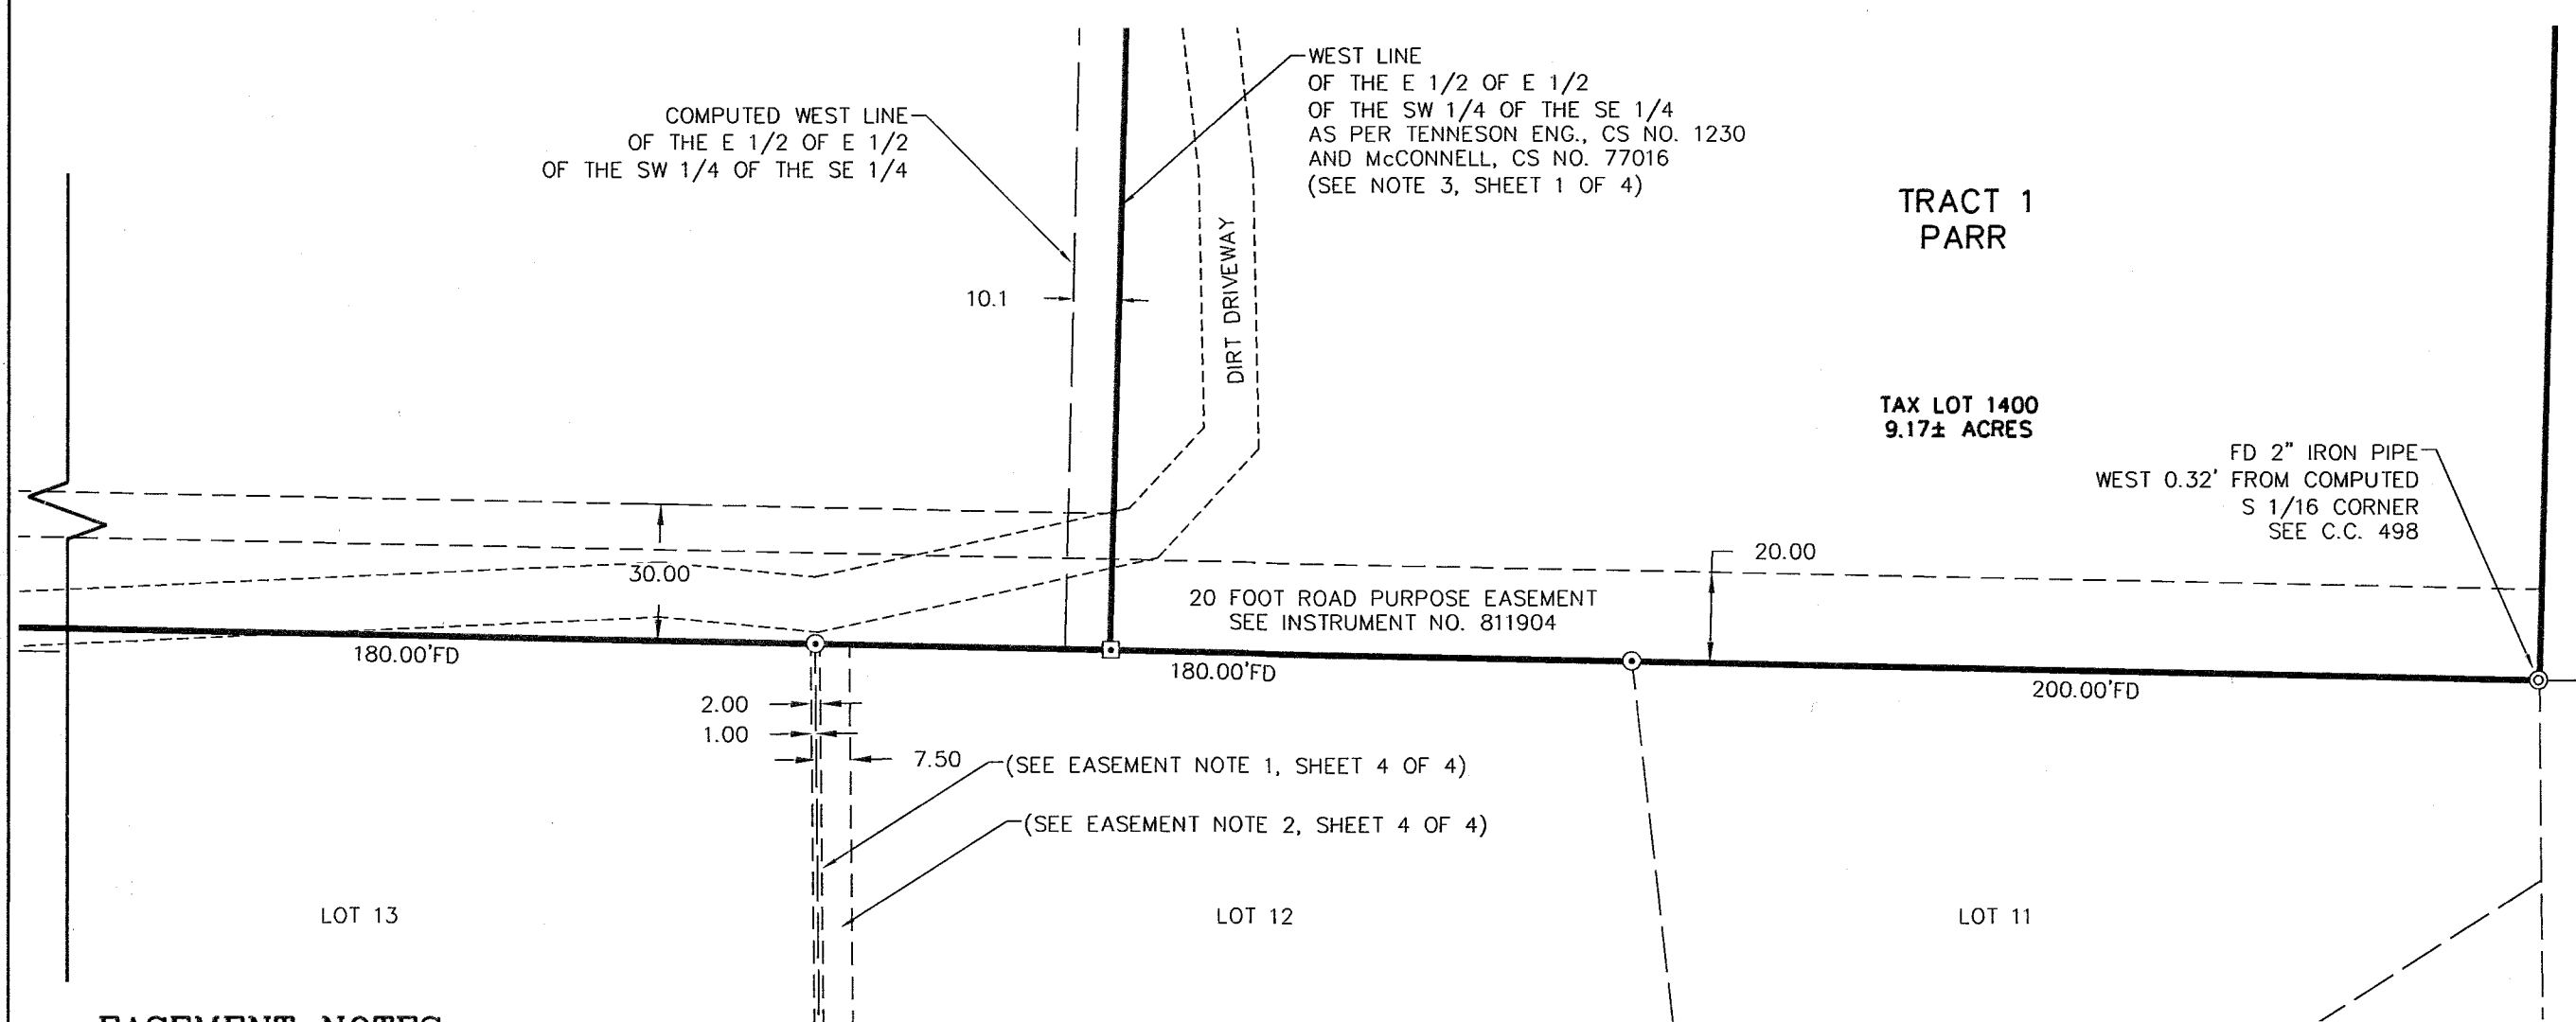 WEST LINE
OF THE E 1/2 OF E 1/2
OF THE SW 1/4 OF THE SE 1/4
AS PER TENNESON ENG., CS NO. 1230
AND McCONNELL, CS NO. 77016
(SEE NOTE 3, SHEET 1 OF 4)
COMPUTED WEST LINE
OF THE E 1/2 OF E 1/2
OF THE SW 1/4 OF THE SE 1/4
TRACT 1
PARR
10.1
DIRT DRIVEWAY
TAX LOT 1400
9.17± ACRES
FD 2" IRON PIPE
WEST 0.32' FROM COMPUTED
S 1/16 CORNER
SEE C.C. 498
30.00
20.00
20 FOOT ROAD PURPOSE EASEMENT
SEE INSTRUMENT NO. 811904
180.00'FD
180.00'FD
200.00'FD
2.00
1.00
7.50
(SEE EASEMENT NOTE 1, SHEET 4 OF 4)
(SEE EASEMENT NOTE 2, SHEET 4 OF 4)
LOT 13
LOT 12
LOT 11
EASEMENT NOTES